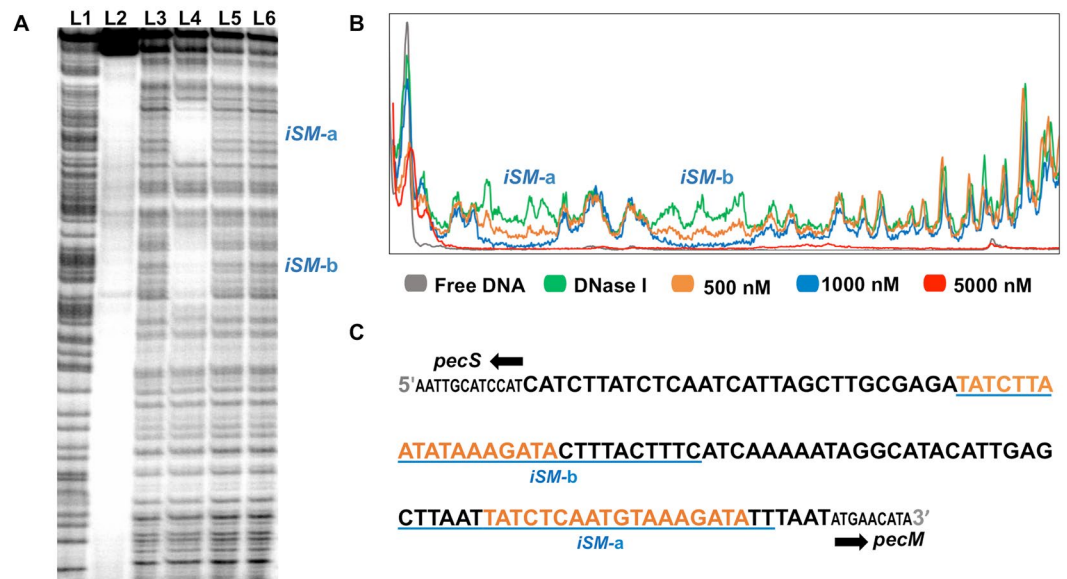 A
L1 L2 L3 L4 L5 L6
iSM-a
iSM-b
B
iSM-a
iSM-b
Free DNA
DNase I
500 nM
1000 nM
5000 nM
C
pecS
5'AATTGCATCCATCATCTTATCTCAATCATTAGCTTGCGAGATATCTTA
ATATAAAGATACTTTACTTTCATCAAAAATAGGCATACATTGAG
iSM-b
CTTAATTATCTCAATGTAAAGATATTTAATATGAACATA3'
iSM-a
pecM